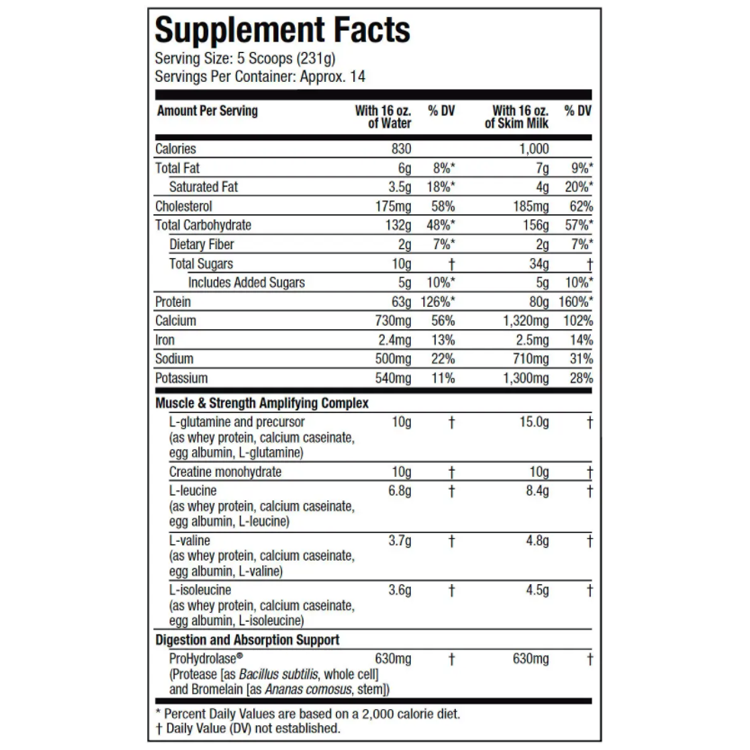 Supplement Facts
Serving Size: 5 Scoops (231g)
Servings Per Container: Approx. 14
Amount Per Serving With 16 oz. of Water % DV With 16 oz. of Skim Milk % DV
Calories 830 1,000
Total Fat 6g 8%* 7g 9%*
Saturated Fat 3.5g 18%* 4g 20%*
Cholesterol 175mg 58% 185mg 62%
Total Carbohydrate 132g 48%* 156g 57%*
Dietary Fiber 2g 7%* 2g 7%*
Total Sugars 10g † 34g †
Includes Added Sugars 5g 10%* 5g 10%*
Protein 63g 126%* 80g 160%*
Calcium 730mg 56% 1,320mg 102%
Iron 2.4mg 13% 2.5mg 14%
Sodium 500mg 22% 710mg 31%
Potassium 540mg 11% 1,300mg 28%
Muscle & Strength Amplifying Complex
L-glutamine and precursor 10g † 15.0g †
(as whey protein, calcium caseinate,
egg albumin, L-glutamine)
Creatine monohydrate 10g † 10g †
L-leucine 6.8g † 8.4g †
(as whey protein, calcium caseinate,
egg albumin, L-leucine)
L-valine 3.7g † 4.8g †
(as whey protein, calcium caseinate,
egg albumin, L-valine)
L-isoleucine 3.6g † 4.5g †
(as whey protein, calcium caseinate,
egg albumin, L-isoleucine)
Digestion and Absorption Support
ProHydrolase® 630mg † 630mg †
(Protease [as Bacillus subtilis, whole cell]
and Bromelain [as Ananas comosus, stem])
* Percent Daily Values are based on a 2,000 calorie diet.
† Daily Value (DV) not established.